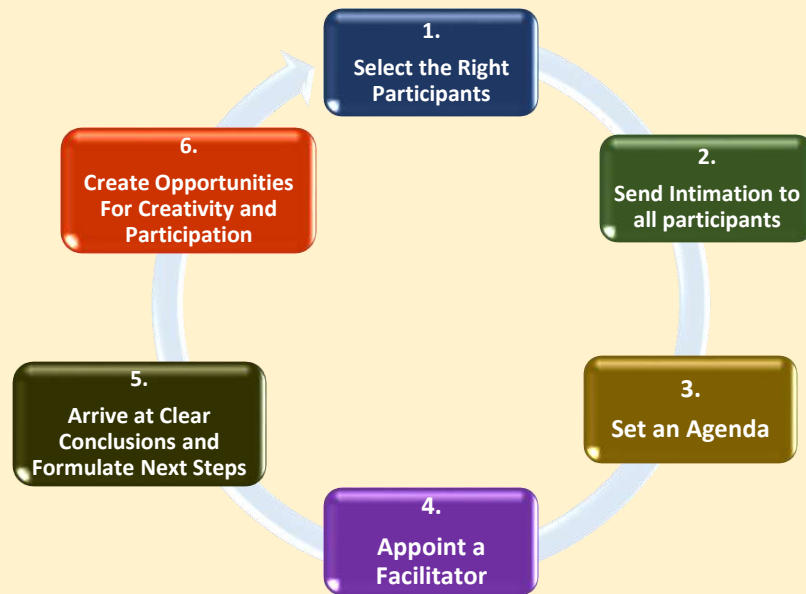 1.
Select the Right
Participants
2.
Send Intimation to
all participants
3.
Set an Agenda
4.
Appoint a
Facilitator
5.
Arrive at Clear
Conclusions and
Formulate Next Steps
6.
Create Opportunities
For Creativity and
Participation